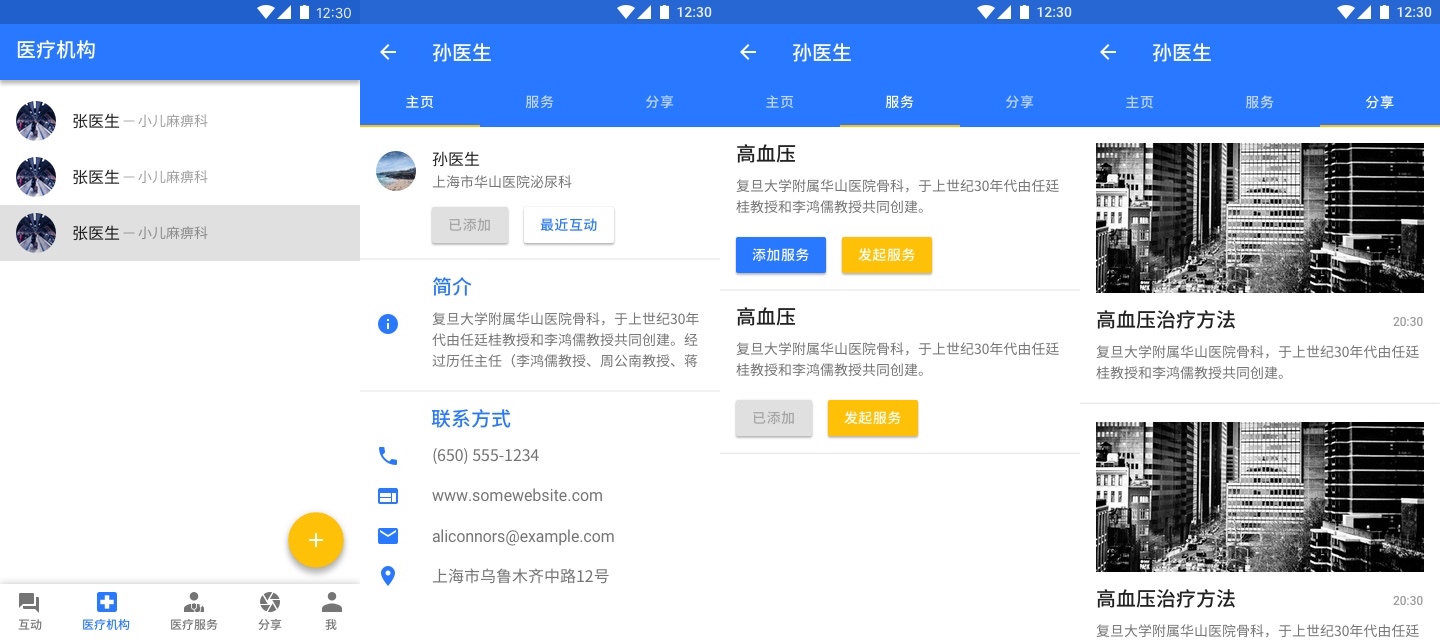 12:30
医疗机构
张医生 — 小儿麻痹科
张医生 — 小儿麻痹科
张医生 — 小儿麻痹科
互动
医疗机构
医疗服务
分享
我
12:30
孙医生
主页
服务
分享
孙医生
上海市华山医院泌尿科
已添加
最近互动
简介
复旦大学附属华山医院骨科，于上世纪30年
代由任廷桂教授和李鸿儒教授共同创建。经
过历任主任（李鸿儒教授、周公南教授、蒋
联系方式
(650) 555-1234
www.somewebsite.com
aliconnors@example.com
上海市乌鲁木齐中路12号
12:30
孙医生
主页
服务
分享
高血压
复旦大学附属华山医院骨科，于上世纪30年代由任廷
桂教授和李鸿儒教授共同创建。
添加服务
发起服务
高血压
复旦大学附属华山医院骨科，于上世纪30年代由任廷
桂教授和李鸿儒教授共同创建。
已添加
发起服务
12:30
孙医生
主页
服务
分享
高血压治疗方法
20:30
复旦大学附属华山医院骨科，于上世纪30年代由任廷
桂教授和李鸿儒教授共同创建。
高血压治疗方法
20:30
复旦大学附属华山医院骨科，于上世纪30年代由任廷